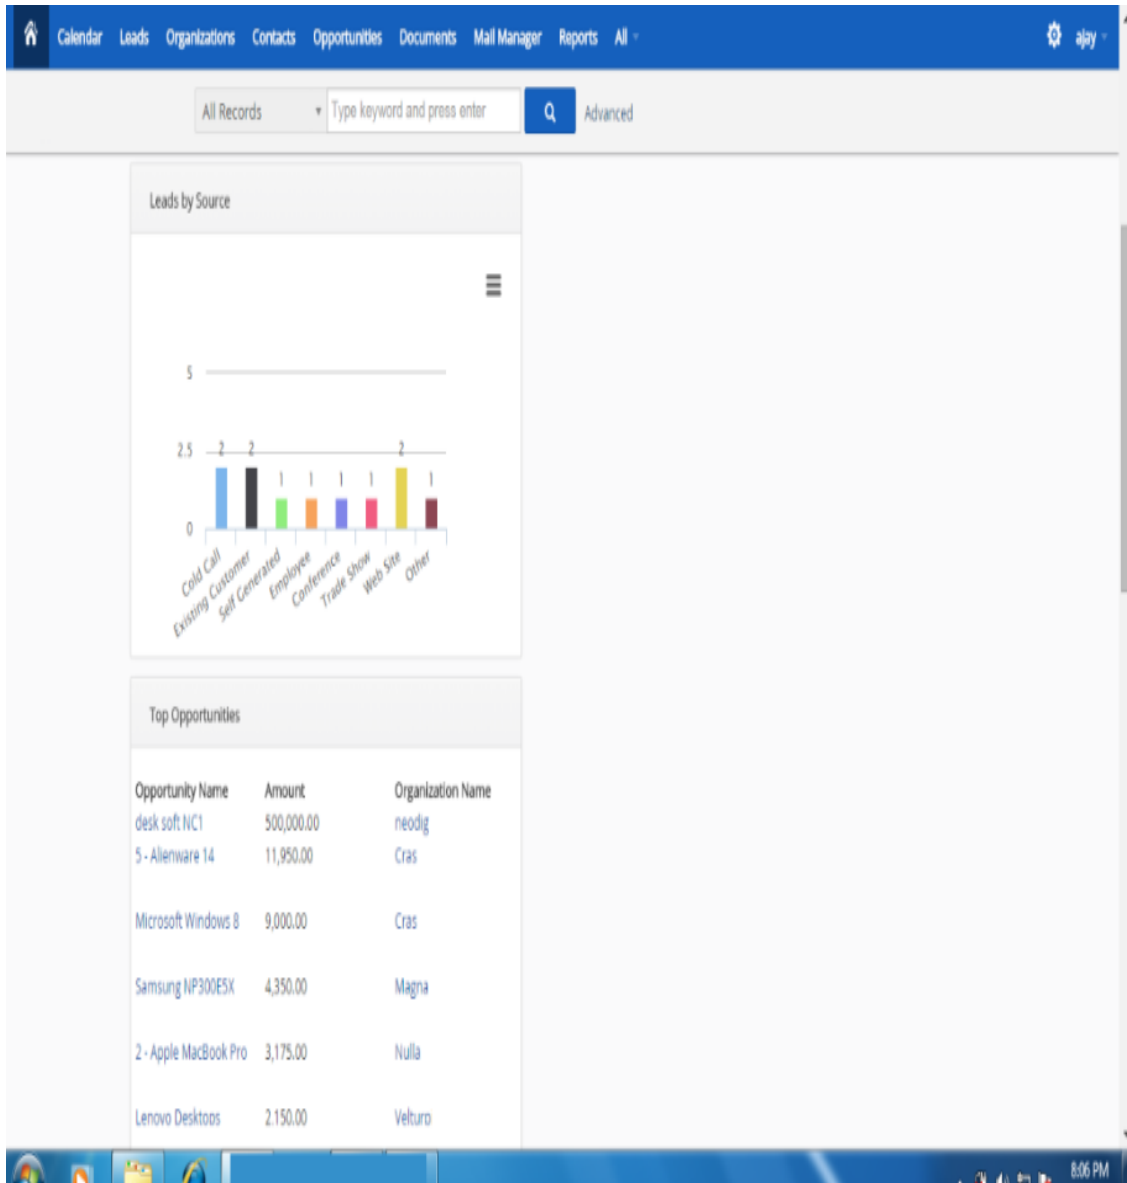 Calendar Leads Organizations Contacts Opportunities Documents Mail Manager Reports All ajay
All Records Type keyword and press enter Advanced
Leads by Source
5
2.5
0
2 2 1 1 1 1 2 1
Cold Call
Existing Customer
Self Generated
Employee
Conference
Trade Show
Web Site
Other
Top Opportunities
Opportunity Name Amount Organization Name
desk soft NC1 500,000.00 neodig
5 - Alienware 14 11,950.00 Cras
Microsoft Windows 8 9,000.00 Cras
Samsung NP300E5X 4,350.00 Magna
2 - Apple MacBook Pro 3,175.00 Nulla
Lenovo Desktops 2.150.00 Velturp
8:06 PM